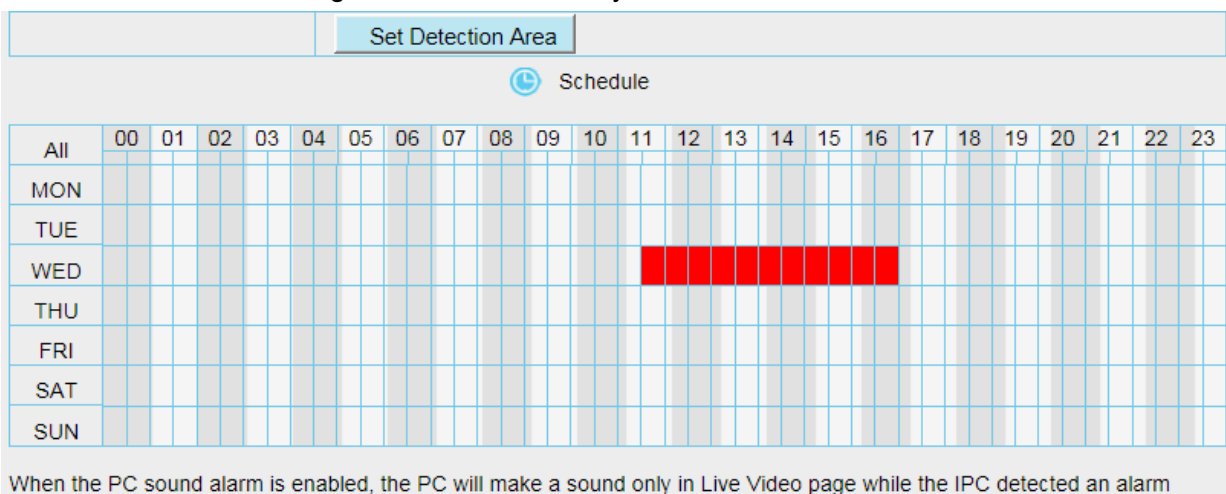 Set Detection Area
Schedule
All 00 01 02 03 04 05 06 07 08 09 10 11 12 13 14 15 16 17 18 19 20 21 22 23
MON
TUE
WED
THU
FRI
SAT
SUN
When the PC sound alarm is enabled, the PC will make a sound only in Live Video page while the IPC detected an alarm